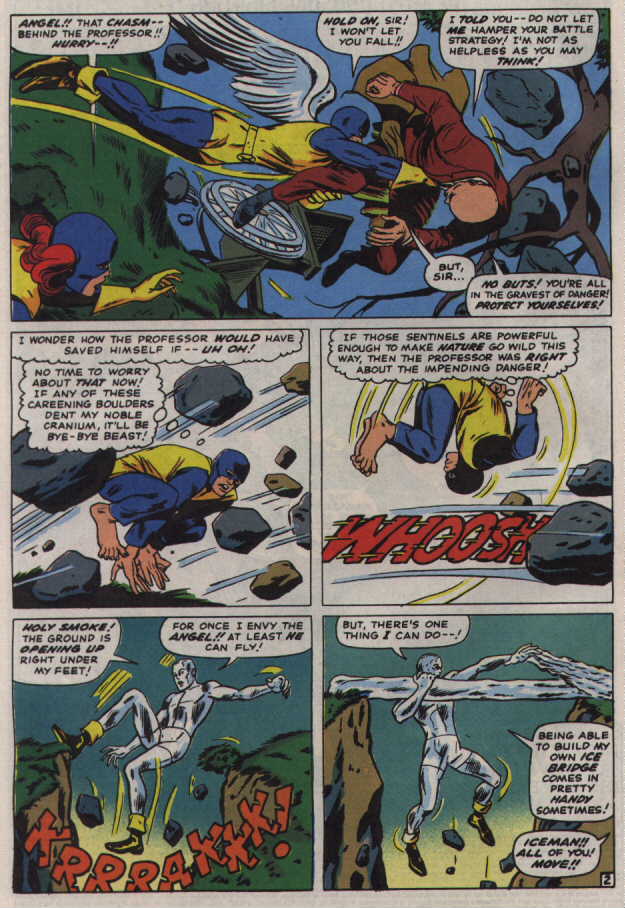 ANGEL!! THAT CHASM--
BEHIND THE PROFESSOR!!
HURRY--!!
HOLD ON, SIR!
I WON'T LET
YOU FALL!!
I TOLD YOU-- DO NOT LET
ME HAMPER YOUR BATTLE
STRATEGY! I'M NOT AS
HELPLESS AS YOU MAY
THINK!
BUT,
SIR...
NO BUTS! YOU'RE ALL
IN THE GRAVEST OF DANGER!
PROTECT YOURSELVES!
I WONDER HOW THE PROFESSOR WOULD HAVE
SAVED HIMSELF IF-- UH OH!
NO TIME TO WORRY
ABOUT THAT NOW!
IF ANY OF THESE
CAREENING BOULDERS
DENT MY NOBLE
CRANIUM, IT'LL BE
BYE-BYE BEAST!
IF THOSE SENTINELS ARE POWERFUL
ENOUGH TO MAKE NATURE GO WILD THIS
WAY, THEN THE PROFESSOR WAS RIGHT
ABOUT THE IMPENDING DANGER!
WHOOSH
HOLY SMOKE!
THE GROUND IS
OPENING UP
RIGHT UNDER
MY FEET!
FOR ONCE I ENVY THE
ANGEL!! AT LEAST HE
CAN FLY!
KRRRRAKKK!
BUT, THERE'S ONE
THING I CAN DO--!
BEING ABLE
TO BUILD MY
OWN ICE
BRIDGE
COMES IN
PRETTY
HANDY
SOMETIMES!
ICEMAN!!
ALL OF YOU!
MOVE!!
2